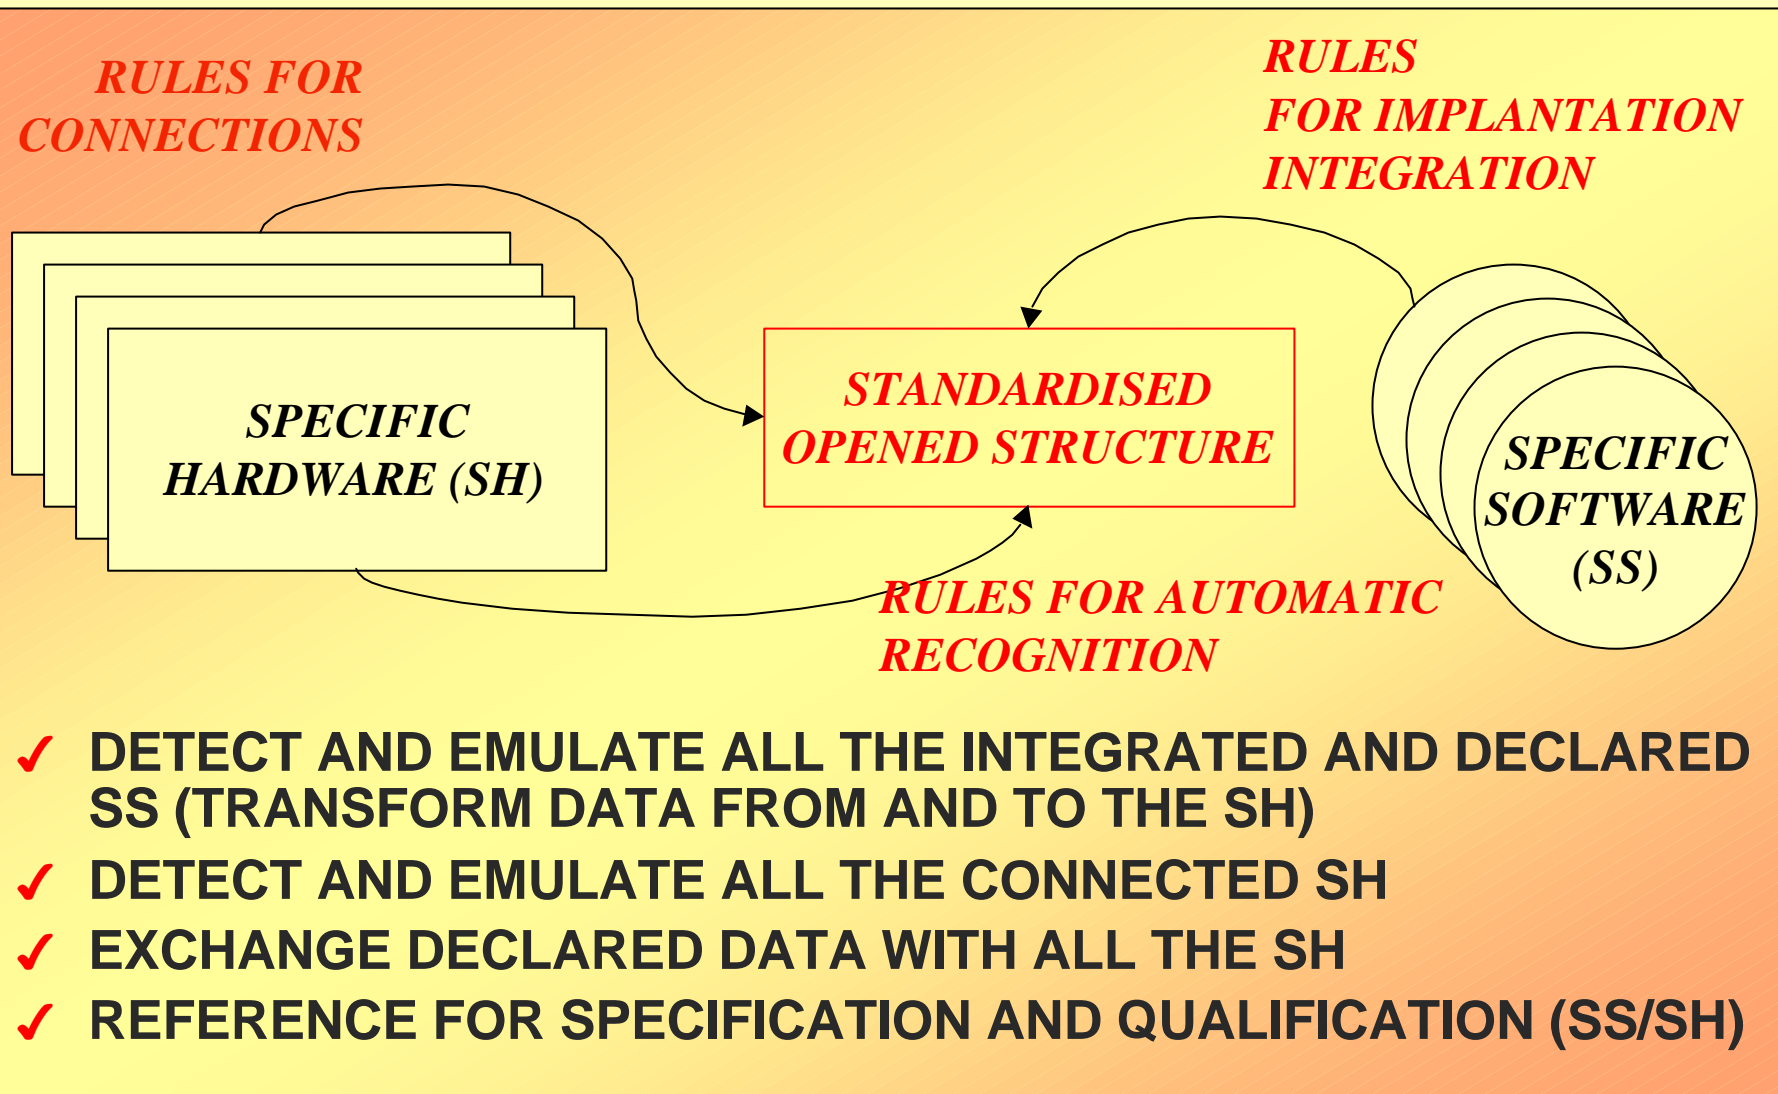 RULES FOR
CONNECTIONS
RULES
FOR IMPLANTATION
INTEGRATION
SPECIFIC
HARDWARE (SH)
STANDARDISED
OPENED STRUCTURE
SPECIFIC
SOFTWARE
(SS)
RULES FOR AUTOMATIC
RECOGNITION
✓ DETECT AND EMULATE ALL THE INTEGRATED AND DECLARED
SS (TRANSFORM DATA FROM AND TO THE SH)
✓ DETECT AND EMULATE ALL THE CONNECTED SH
✓ EXCHANGE DECLARED DATA WITH ALL THE SH
✓ REFERENCE FOR SPECIFICATION AND QUALIFICATION (SS/SH)